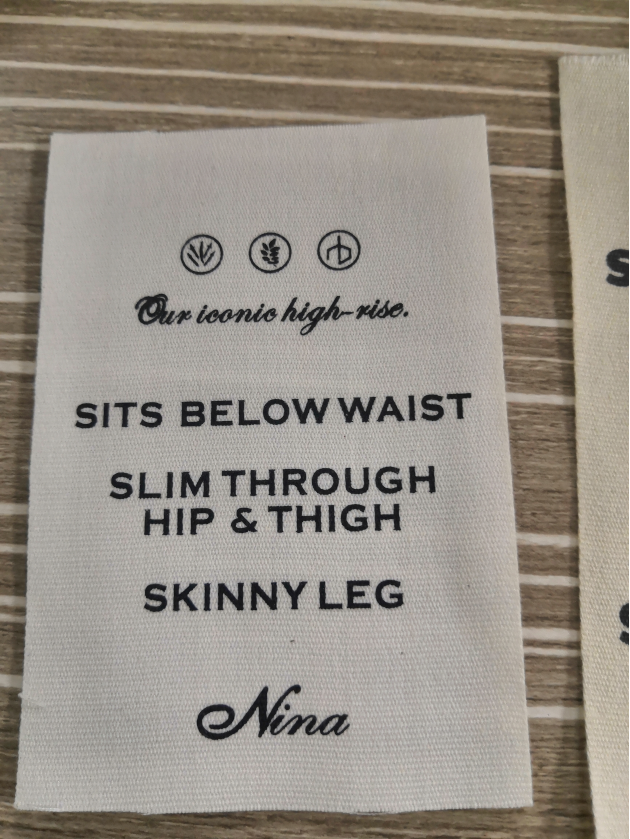 Our iconic high-rise.
SITS BELOW WAIST
SLIM THROUGH
HIP & THIGH
SKINNY LEG
Nina
S
S